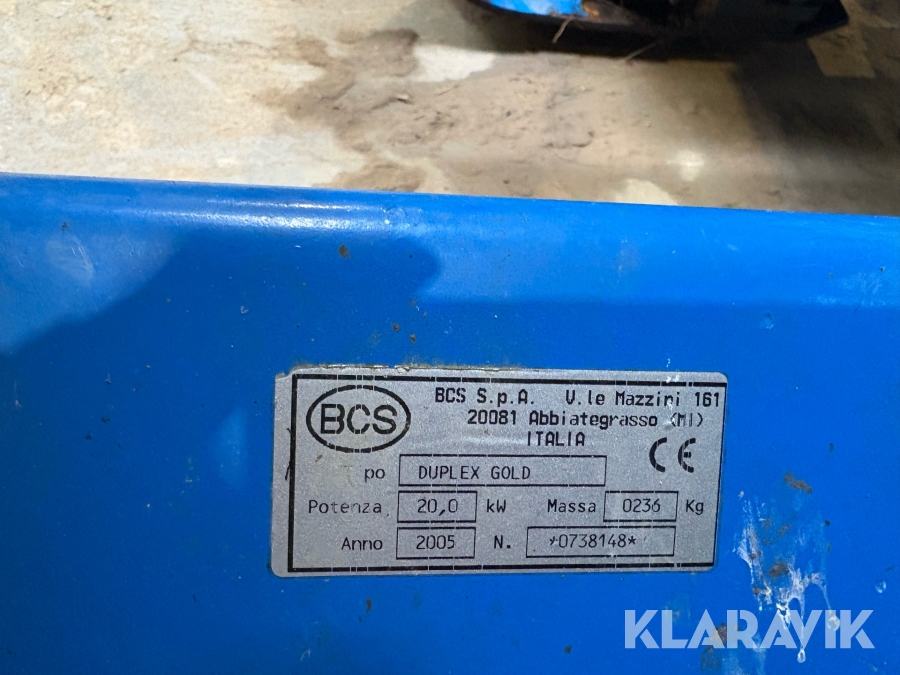 BCS
BCS S.p.A. V.le Mazzini 161
20081 Abbiategrasso (MI)
ITALIA
CE
po DUPLEX GOLD
Potenza 20,0 kW Massa 0236 Kg
Anno 2005 N. *0738148*
KLARAVIK